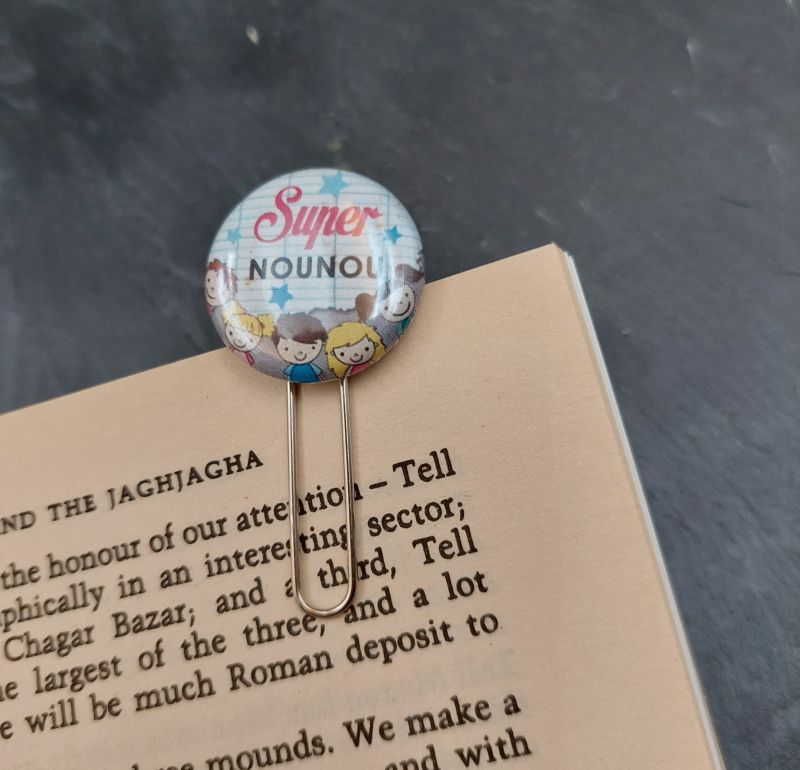 Super
NOUNOU
ND THE JAGHJAGHA
the honour of our attention – Tell
phically in an interesting sector;
Chagar Bazar; and a third, Tell
e largest of the three, and a lot
e will be much Roman deposit to
mounds. We make a
and with